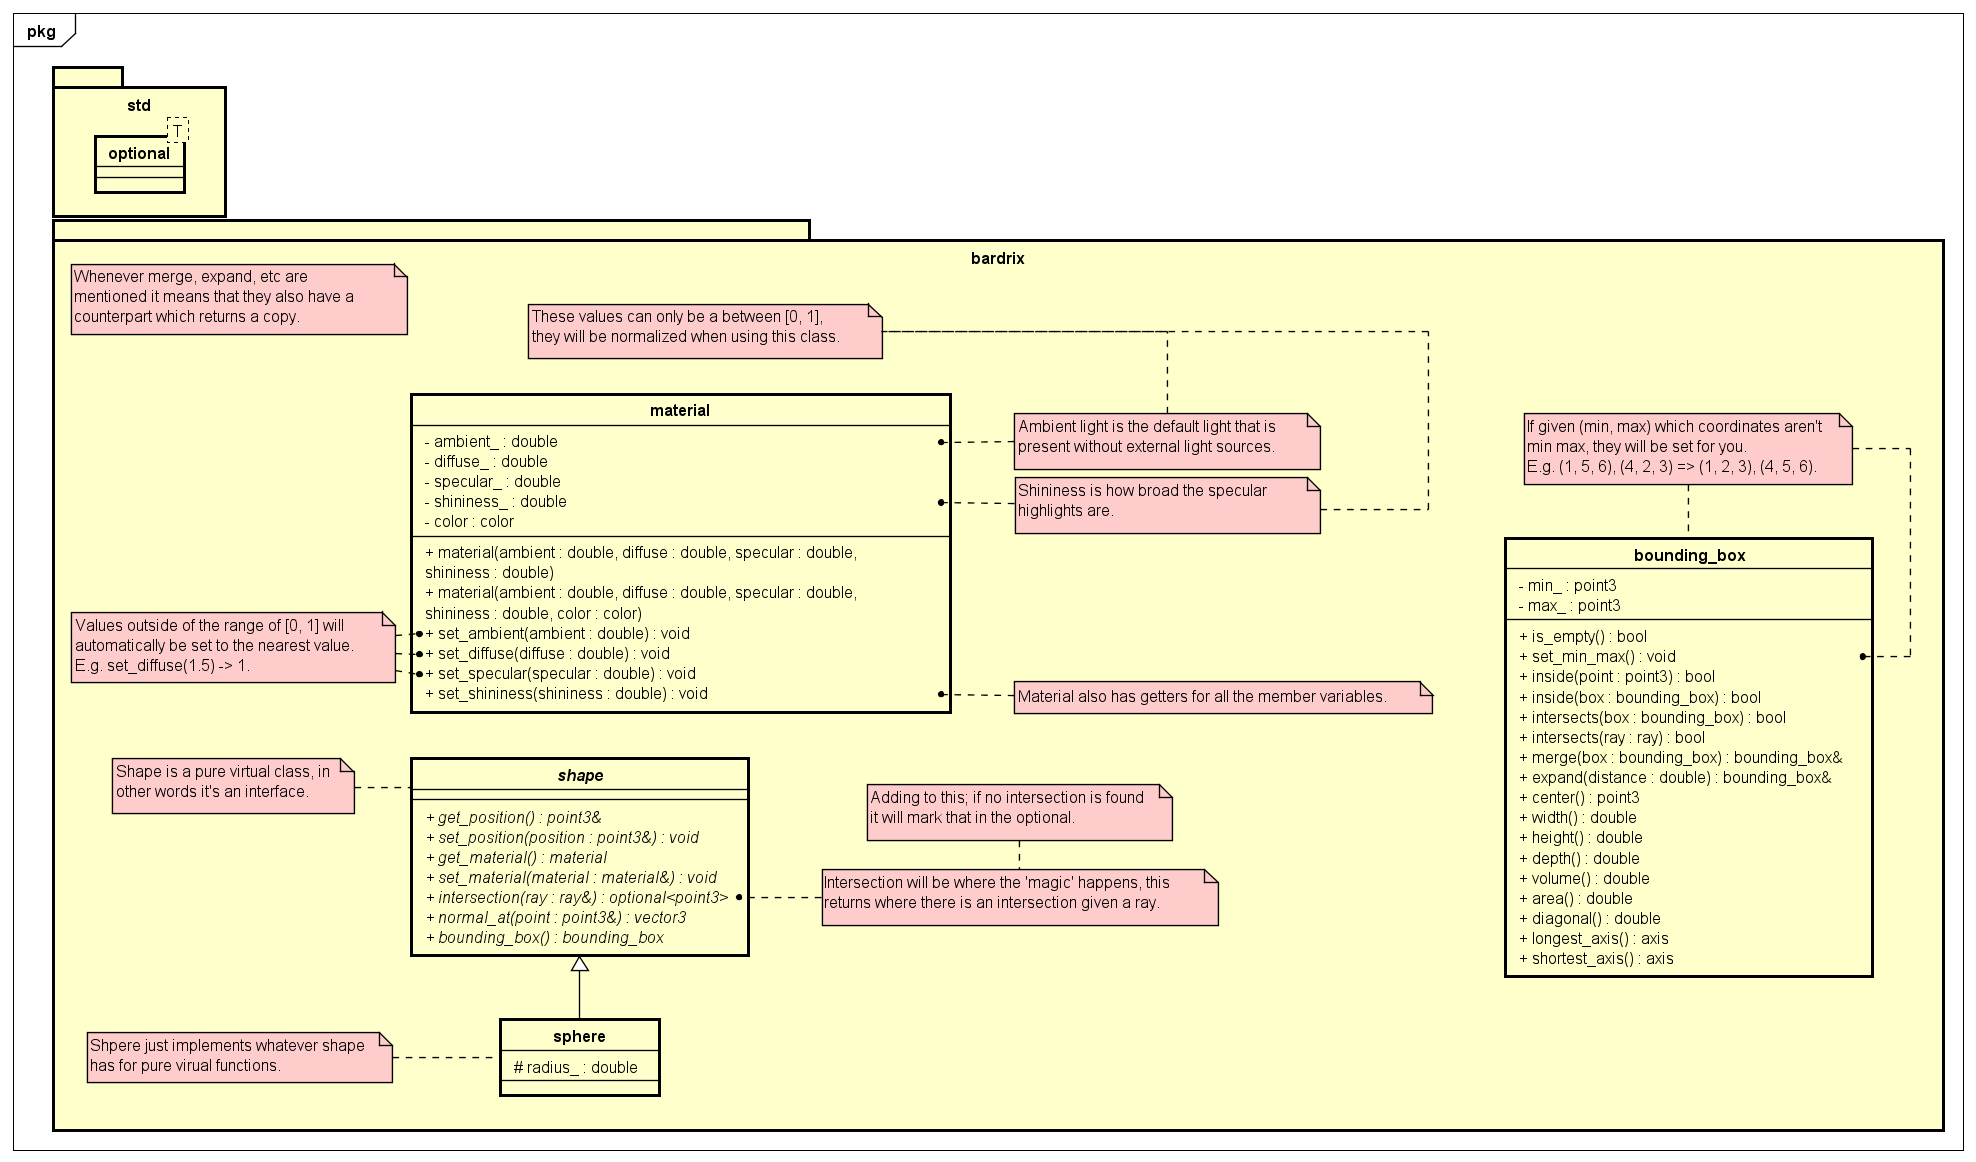 pkg
std
T
optional
bardrix
Whenever merge, expand, etc are
mentioned it means that they also have a
counterpart which returns a copy.
These values can only be a between [0, 1],
they will be normalized when using this class.
material
- ambient_ : double
- diffuse_ : double
- specular_ : double
- shininess_ : double
- color : color
+ material(ambient : double, diffuse : double, specular : double,
shininess : double)
+ material(ambient : double, diffuse : double, specular : double,
shininess : double, color : color)
+ set_ambient(ambient : double) : void
+ set_diffuse(diffuse : double) : void
+ set_specular(specular : double) : void
+ set_shininess(shininess : double) : void
Ambient light is the default light that is
present without external light sources.
Shininess is how broad the specular
highlights are.
Values outside of the range of [0, 1] will
automatically be set to the nearest value.
E.g. set_diffuse(1.5) -> 1.
Material also has getters for all the member variables.
If given (min, max) which coordinates aren't
min max, they will be set for you.
E.g. (1, 5, 6), (4, 2, 3) => (1, 2, 3), (4, 5, 6).
bounding_box
- min_ : point3
- max_ : point3
+ is_empty() : bool
+ set_min_max() : void
+ inside(point : point3) : bool
+ inside(box : bounding_box) : bool
+ intersects(box : bounding_box) : bool
+ intersects(ray : ray) : bool
+ merge(box : bounding_box) : bounding_box&
+ expand(distance : double) : bounding_box&
+ center() : point3
+ width() : double
+ height() : double
+ depth() : double
+ volume() : double
+ area() : double
+ diagonal() : double
+ longest_axis() : axis
+ shortest_axis() : axis
Shape is a pure virtual class, in
other words it's an interface.
shape
+ get_position() : point3&
+ set_position(position : point3&) : void
+ get_material() : material
+ set_material(material : material&) : void
+ intersection(ray : ray&) : optional<point3>
+ normal_at(point : point3&) : vector3
+ bounding_box() : bounding_box
Adding to this; if no intersection is found
it will mark that in the optional.
Intersection will be where the 'magic' happens, this
returns where there is an intersection given a ray.
Shpere just implements whatever shape
has for pure virual functions.
sphere
# radius_ : double